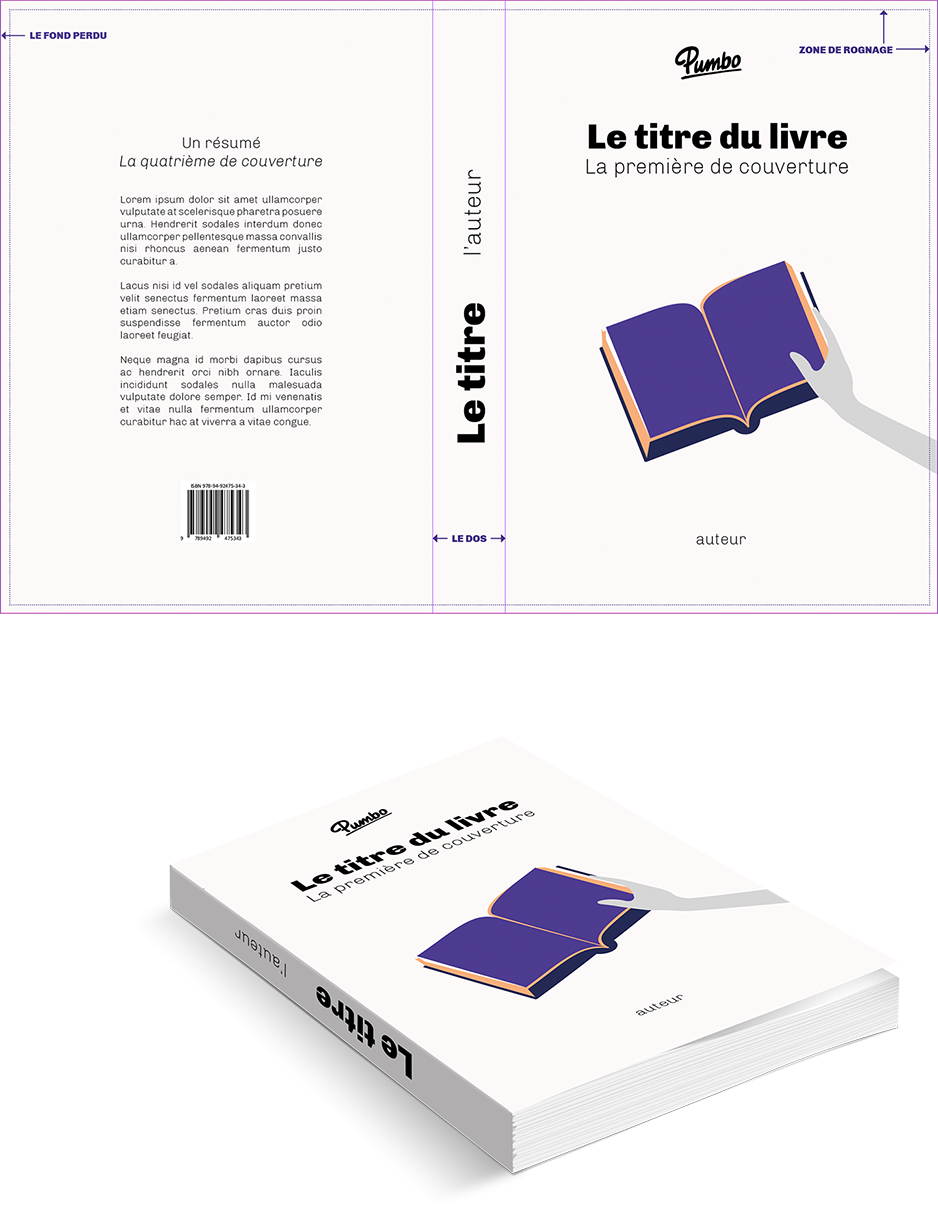 LE FOND PERDU
ZONE DE ROGNAGE
Un résumé
La quatrième de couverture
Lorem ipsum dolor sit amet ullamcorper
vulputate at scelerisque pharetra posuere
urna. Hendrerit sodales interdum donec
ullamcorper pellentesque massa convallis
nisi rhoncus aenean fermentum justo
curabitur a.
Lacus nisi id vel sodales aliquam pretium
velit senectus fermentum laoreet massa
etiam senectus. Pretium cras duis proin
suspendisse fermentum auctor odio
laoreet feugiat.
Neque magna id morbi dapibus cursus
ac hendrerit orci nibh ornare. Iaculis
incididunt sodales nulla malesuada
vulputate dolore semper. Id mi venenatis
et vitae nulla fermentum ullamcorper
curabitur hac at viverra a vitae congue.
ISBN 978-94-92475-34-3
9 789492 475343
l'auteur
Le titre
LE DOS
Pumbo
Le titre du livre
La première de couverture
auteur
Pumbo
Le titre du livre
La première de couverture
auteur
l'auteur
Le titre